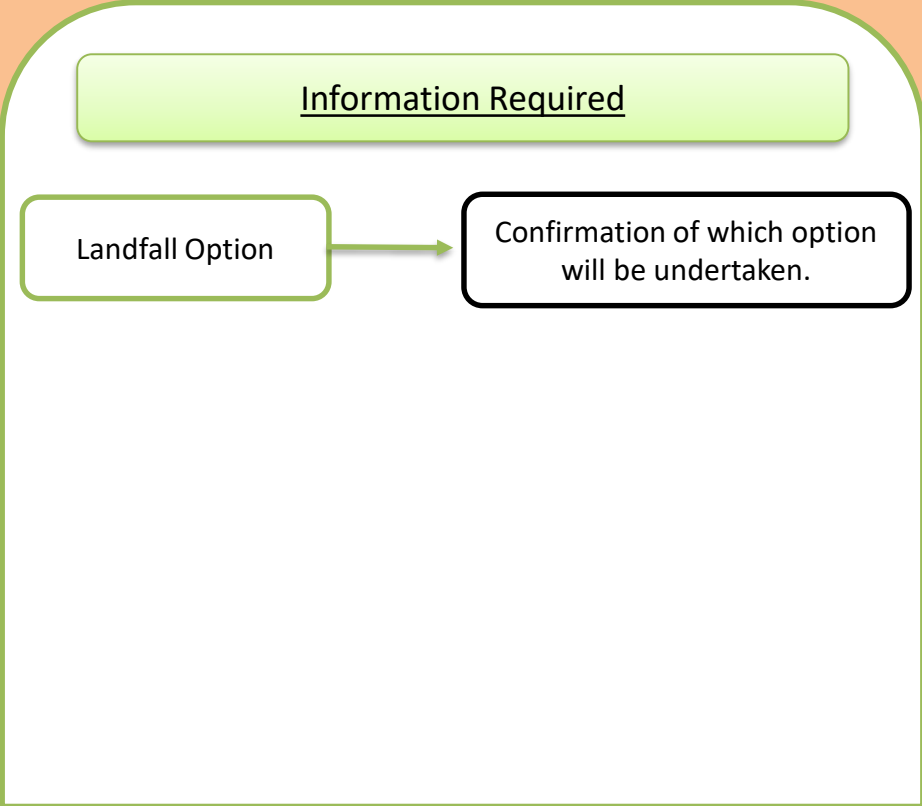 Information Required
Landfall Option
Confirmation of which option
will be undertaken.